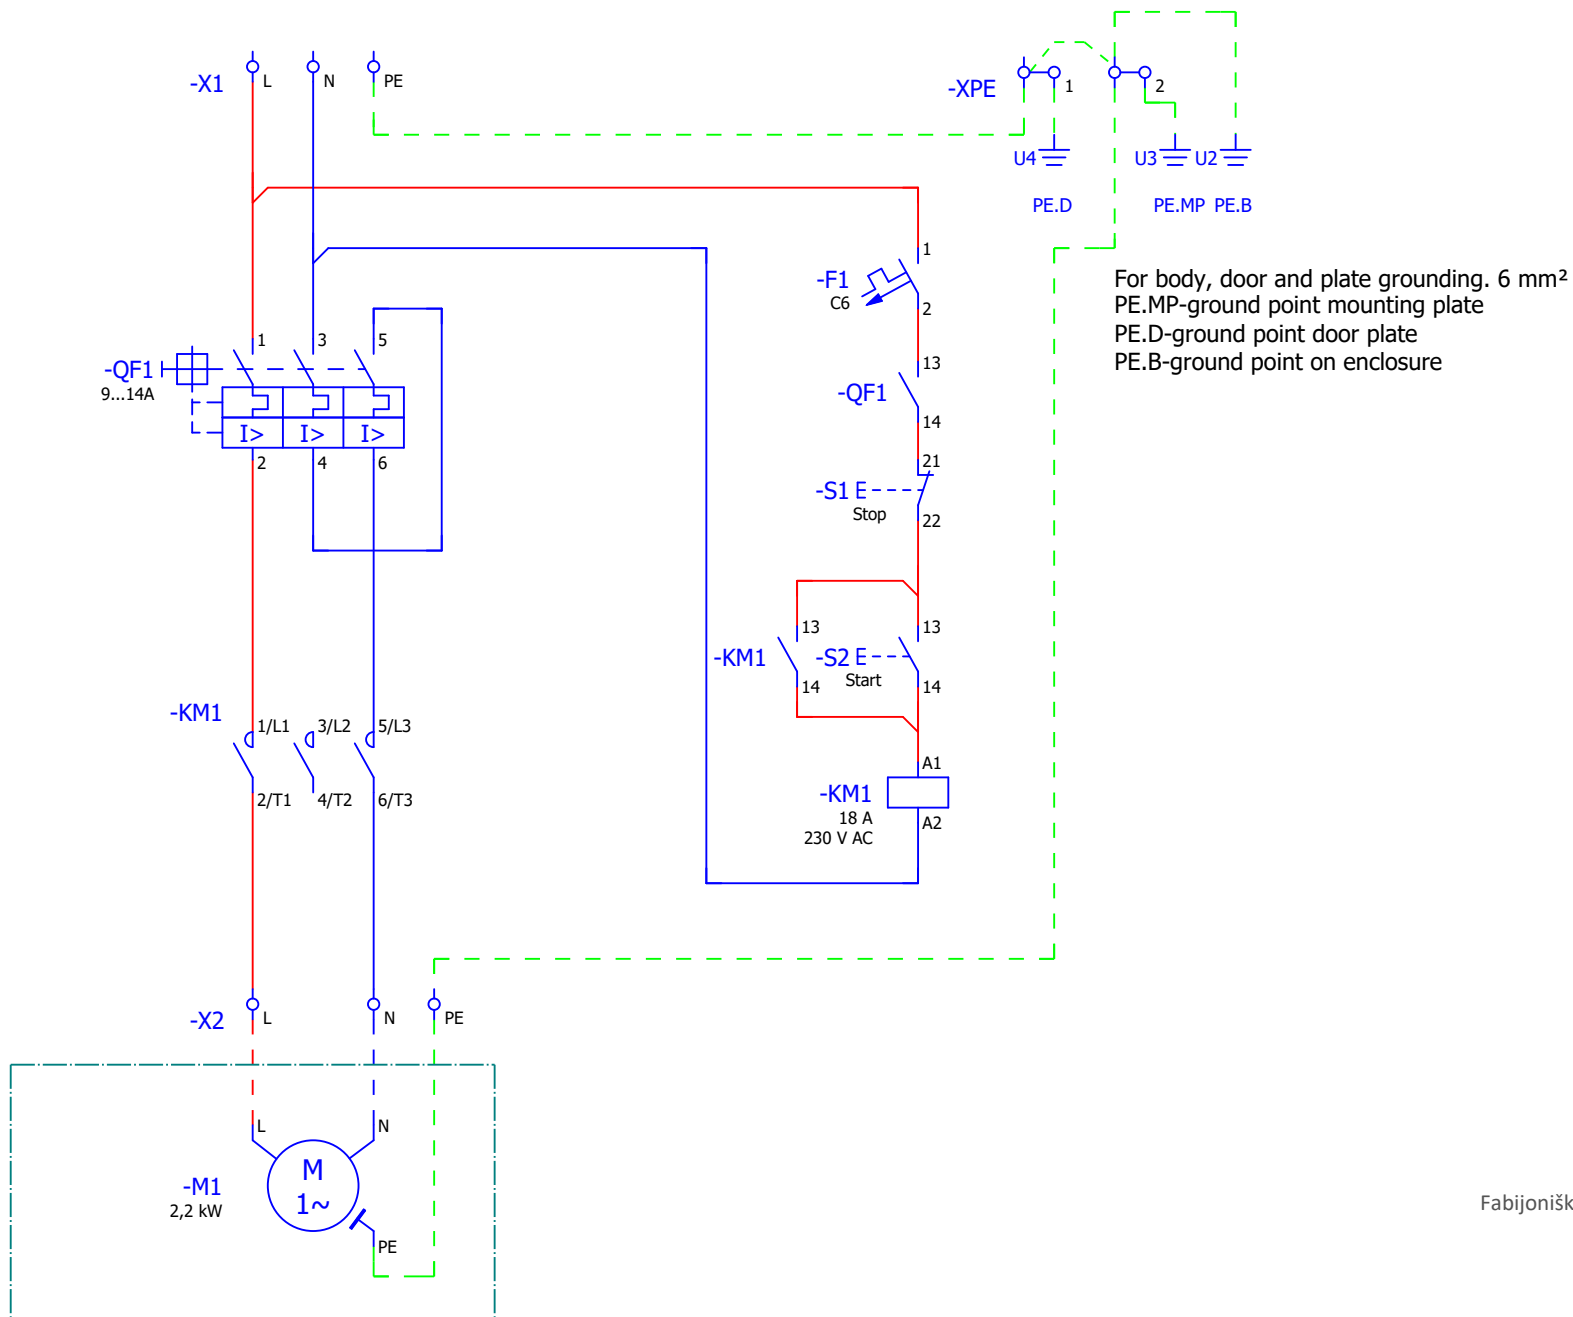 -X1
L
N
PE
-XPE
1
2
U4
U3
U2
PE.D
PE.MP
PE.B
For body, door and plate grounding. 6 mm²
PE.MP-ground point mounting plate
PE.D-ground point door plate
PE.B-ground point on enclosure
-F1
C6
1
2
-QF1
9...14A
1
3
5
I>
I>
I>
2
4
6
-QF1
13
14
-S1
E
Stop
21
22
-KM1
13
14
-S2
E
Start
13
14
-KM1
1/L1
3/L2
5/L3
2/T1
4/T2
6/T3
-KM1
18 A
230 V AC
A1
A2
-X2
L
N
PE
L
N
-M1
2,2 kW
M
1~
PE
Fabijonišk